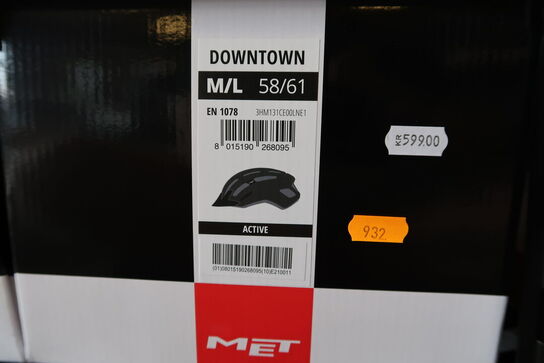 DOWNTOWN
M/L 58/61
EN 1078 3HM131CE00LNE1
8 015190 268095
ACTIVE
(01)08015190268095(10)E210011
MET
KR 599.00
932